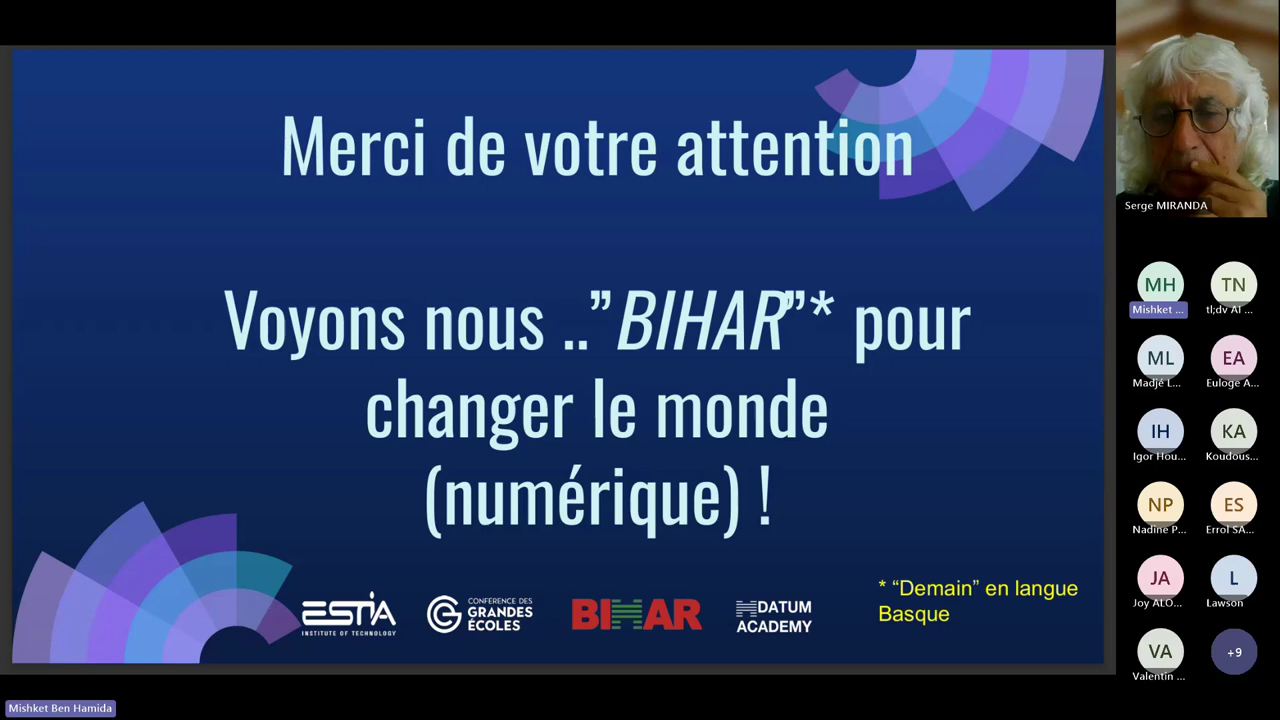 Merci de votre attention
Voyons nous ..”BIHAR”* pour
changer le monde
(numérique) !
* “Demain” en langue
Basque
ESTIA
INSTITUTE OF TECHNOLOGY
CONFERENCE DES
GRANDES
ÉCOLES
BIHAR
DATUM
ACADEMY
Serge MIRANDA
MH
TN
Mishket ...
tl;dv AI ...
ML
EA
Madjé L...
Euloge A...
IH
KA
Igor Hou...
Koudous...
NP
ES
Nadine P...
Errol SA...
JA
L
Joy ALO...
Lawson
VA
+9
Valentin ...
Mishket Ben Hamida